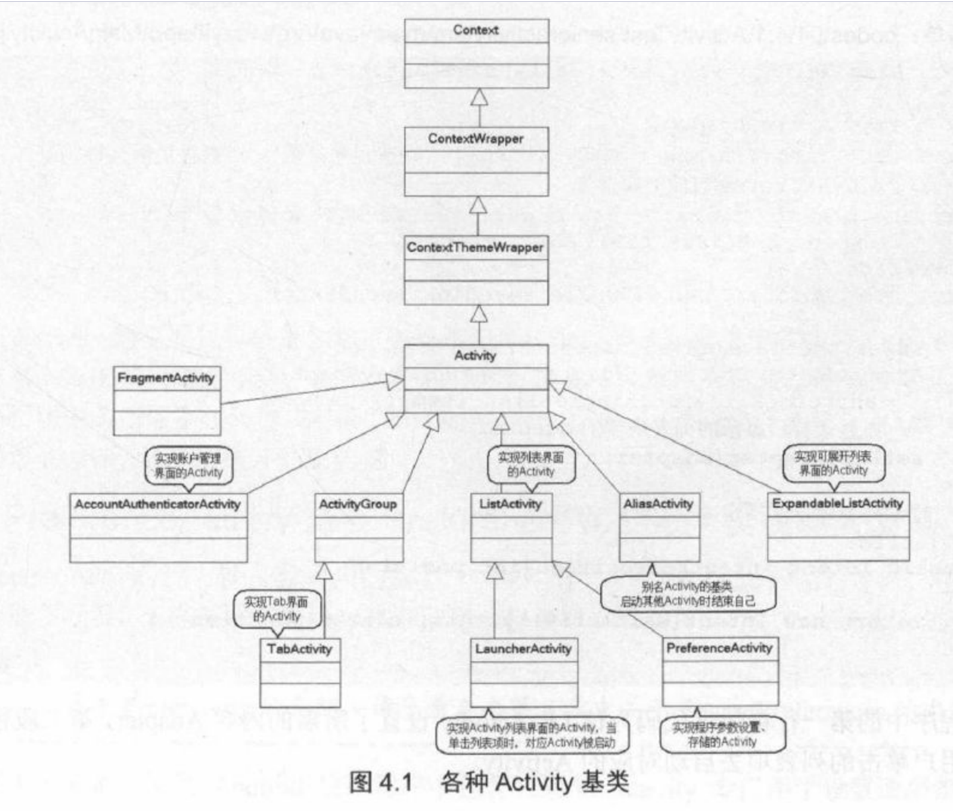 Context
ContextWrapper
ContextThemeWrapper
Activity
FragmentActivity
实现账户管理
界面的Activity
实现列表界面
的Activity
实现可展开列表
界面的Activity
AccountAuthenticatorActivity
ActivityGroup
ListActivity
AliasActivity
ExpandableListActivity
实现Tab界面
的Activity
别名Activity的基类
启动其他Activity时结束自己
TabActivity
LauncherActivity
PreferenceActivity
实现Activity列表界面的Activity,当
单击列表项时,对应Activity被启动
实现程序参数设置、
存储的Activity
图 4.1 各种 Activity 基类